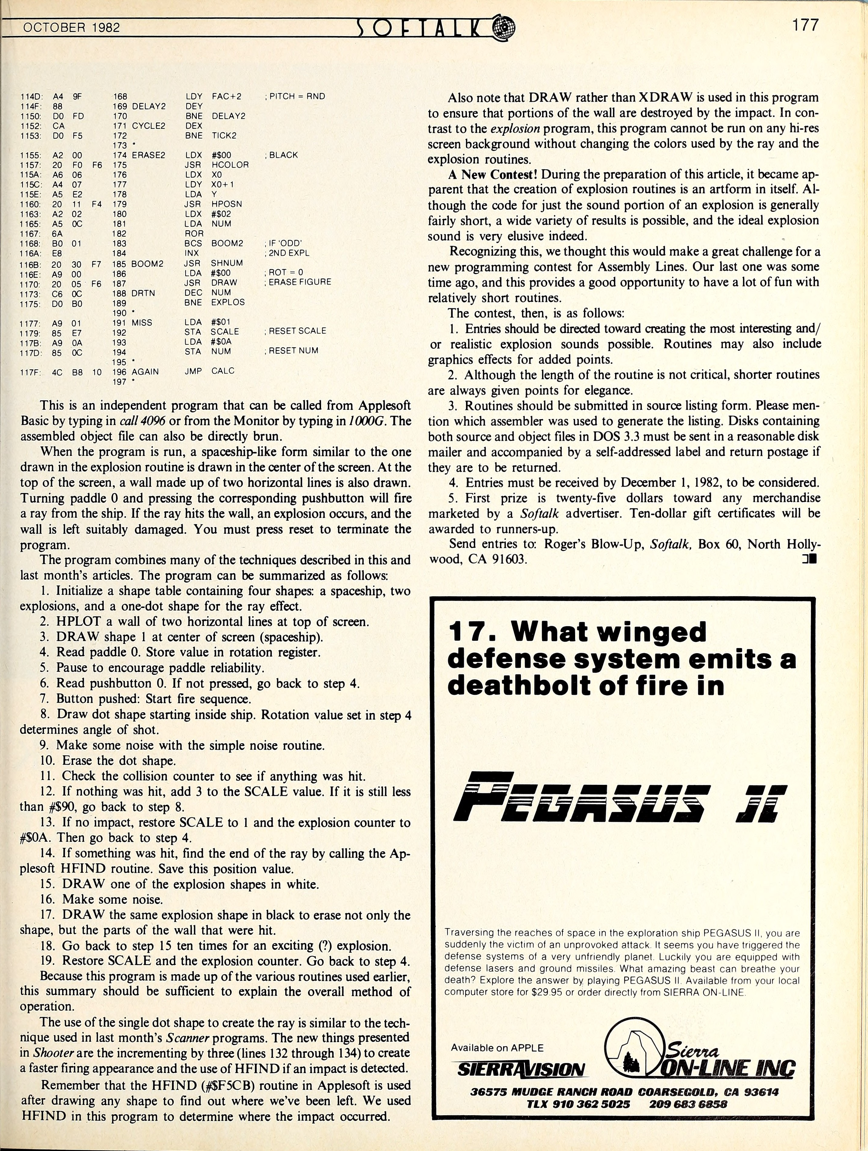 OCTOBER 1982
SOFTALK
177
114D: A4 9F 168 LDY FAC+2 ; PITCH = RND
114F: 88 169 DELAY2 DEY
1150: D0 FD 170 BNE DELAY2
1152: CA 171 CYCLE2 DEX
1153: D0 F5 172 BNE TICK2
173 *
1155: A2 00 174 ERASE2 LDX #$00 ; BLACK
1157: 20 F0 F6 175 JSR HCOLOR
115A: A6 06 176 LDX X0
115C: A4 07 177 LDY X0+1
115E: A5 E2 178 LDA Y
1160: 20 11 F4 179 JSR HPOSN
1163: A2 02 180 LDX #$02
1165: A5 0C 181 LDA NUM
1167: 6A 182 ROR
1168: B0 01 183 BCS BOOM2 ; IF 'ODD'
116A: E8 184 INX ; 2ND EXPL
116B: 20 30 F7 185 BOOM2 JSR SHNUM
116E: A9 00 186 LDA #$00 ; ROT = 0
1170: 20 05 F6 187 JSR DRAW ; ERASE FIGURE
1173: C6 0C 188 DRTN DEC NUM
1175: D0 B0 189 BNE EXPLOS
190 *
1177: A9 01 191 MISS LDA #$01
1179: 85 E7 192 STA SCALE ; RESET SCALE
117B: A9 0A 193 LDA #$0A
117D: 85 0C 194 STA NUM ; RESET NUM
195 *
117F: 4C B8 10 196 AGAIN JMP CALC
197 *
This is an independent program that can be called from Applesoft
Basic by typing in call 4096 or from the Monitor by typing in 1000G. The
assembled object file can also be directly brun.
When the program is run, a spaceship-like form similar to the one
drawn in the explosion routine is drawn in the center of the screen. At the
top of the screen, a wall made up of two horizontal lines is also drawn.
Turning paddle 0 and pressing the corresponding pushbutton will fire
a ray from the ship. If the ray hits the wall, an explosion occurs, and the
wall is left suitably damaged. You must press reset to terminate the
program.
The program combines many of the techniques described in this and
last month's articles. The program can be summarized as follows:
1. Initialize a shape table containing four shapes: a spaceship, two
explosions, and a one-dot shape for the ray effect.
2. HPLOT a wall of two horizontal lines at top of screen.
3. DRAW shape 1 at center of screen (spaceship).
4. Read paddle 0. Store value in rotation register.
5. Pause to encourage paddle reliability.
6. Read pushbutton 0. If not pressed, go back to step 4.
7. Button pushed: Start fire sequence.
8. Draw dot shape starting inside ship. Rotation value set in step 4
determines angle of shot.
9. Make some noise with the simple noise routine.
10. Erase the dot shape.
11. Check the collision counter to see if anything was hit.
12. If nothing was hit, add 3 to the SCALE value. If it is still less
than #$90, go back to step 8.
13. If no impact, restore SCALE to 1 and the explosion counter to
#$0A. Then go back to step 4.
14. If something was hit, find the end of the ray by calling the Ap-
plesoft HFIND routine. Save this position value.
15. DRAW one of the explosion shapes in white.
16. Make some noise.
17. DRAW the same explosion shape in black to erase not only the
shape, but the parts of the wall that were hit.
18. Go back to step 15 ten times for an exciting (?) explosion.
19. Restore SCALE and the explosion counter. Go back to step 4.
Because this program is made up of the various routines used earlier,
this summary should be sufficient to explain the overall method of
operation.
The use of the single dot shape to create the ray is similar to the tech-
nique used in last month's Scanner programs. The new things presented
in Shooter are the incrementing by three (lines 132 through 134) to create
a faster firing appearance and the use of HFIND if an impact is detected.
Remember that the HFIND (#$F5CB) routine in Applesoft is used
after drawing any shape to find out where we've been left. We used
HFIND in this program to determine where the impact occurred.
Also note that DRAW rather than XDRAW is used in this program
to ensure that portions of the wall are destroyed by the impact. In con-
trast to the explosion program, this program cannot be run on any hi-res
screen background without changing the colors used by the ray and the
explosion routines.
A New Contest! During the preparation of this article, it became ap-
parent that the creation of explosion routines is an artform in itself. Al-
though the code for just the sound portion of an explosion is generally
fairly short, a wide variety of results is possible, and the ideal explosion
sound is very elusive indeed.
Recognizing this, we thought this would make a great challenge for a
new programming contest for Assembly Lines. Our last one was some
time ago, and this provides a good opportunity to have a lot of fun with
relatively short routines.
The contest, then, is as follows:
1. Entries should be directed toward creating the most interesting and/
or realistic explosion sounds possible. Routines may also include
graphics effects for added points.
2. Although the length of the routine is not critical, shorter routines
are always given points for elegance.
3. Routines should be submitted in source listing form. Please men-
tion which assembler was used to generate the listing. Disks containing
both source and object files in DOS 3.3 must be sent in a reasonable disk
mailer and accompanied by a self-addressed label and return postage if
they are to be returned.
4. Entries must be received by December 1, 1982, to be considered.
5. First prize is twenty-five dollars toward any merchandise
marketed by a Softalk advertiser. Ten-dollar gift certificates will be
awarded to runners-up.
Send entries to: Roger's Blow-Up, Softalk, Box 60, North Holly-
wood, CA 91603.
17. What winged
defense system emits a
deathbolt of fire in
PEGASUS II
Traversing the reaches of space in the exploration ship PEGASUS II, you are
suddenly the victim of an unprovoked attack. It seems you have triggered the
defense systems of a very unfriendly planet. Luckily you are equipped with
defense lasers and ground missiles. What amazing beast can breathe your
death? Explore the answer by playing PEGASUS II. Available from your local
computer store for $29.95 or order directly from SIERRA ON-LINE.
Available on APPLE
SIERRAVISION
Sierra
ON-LINE INC
36575 MUDGE RANCH ROAD COARSEGOLD, CA 93614
TLX 910 362 5025 209 683 6858